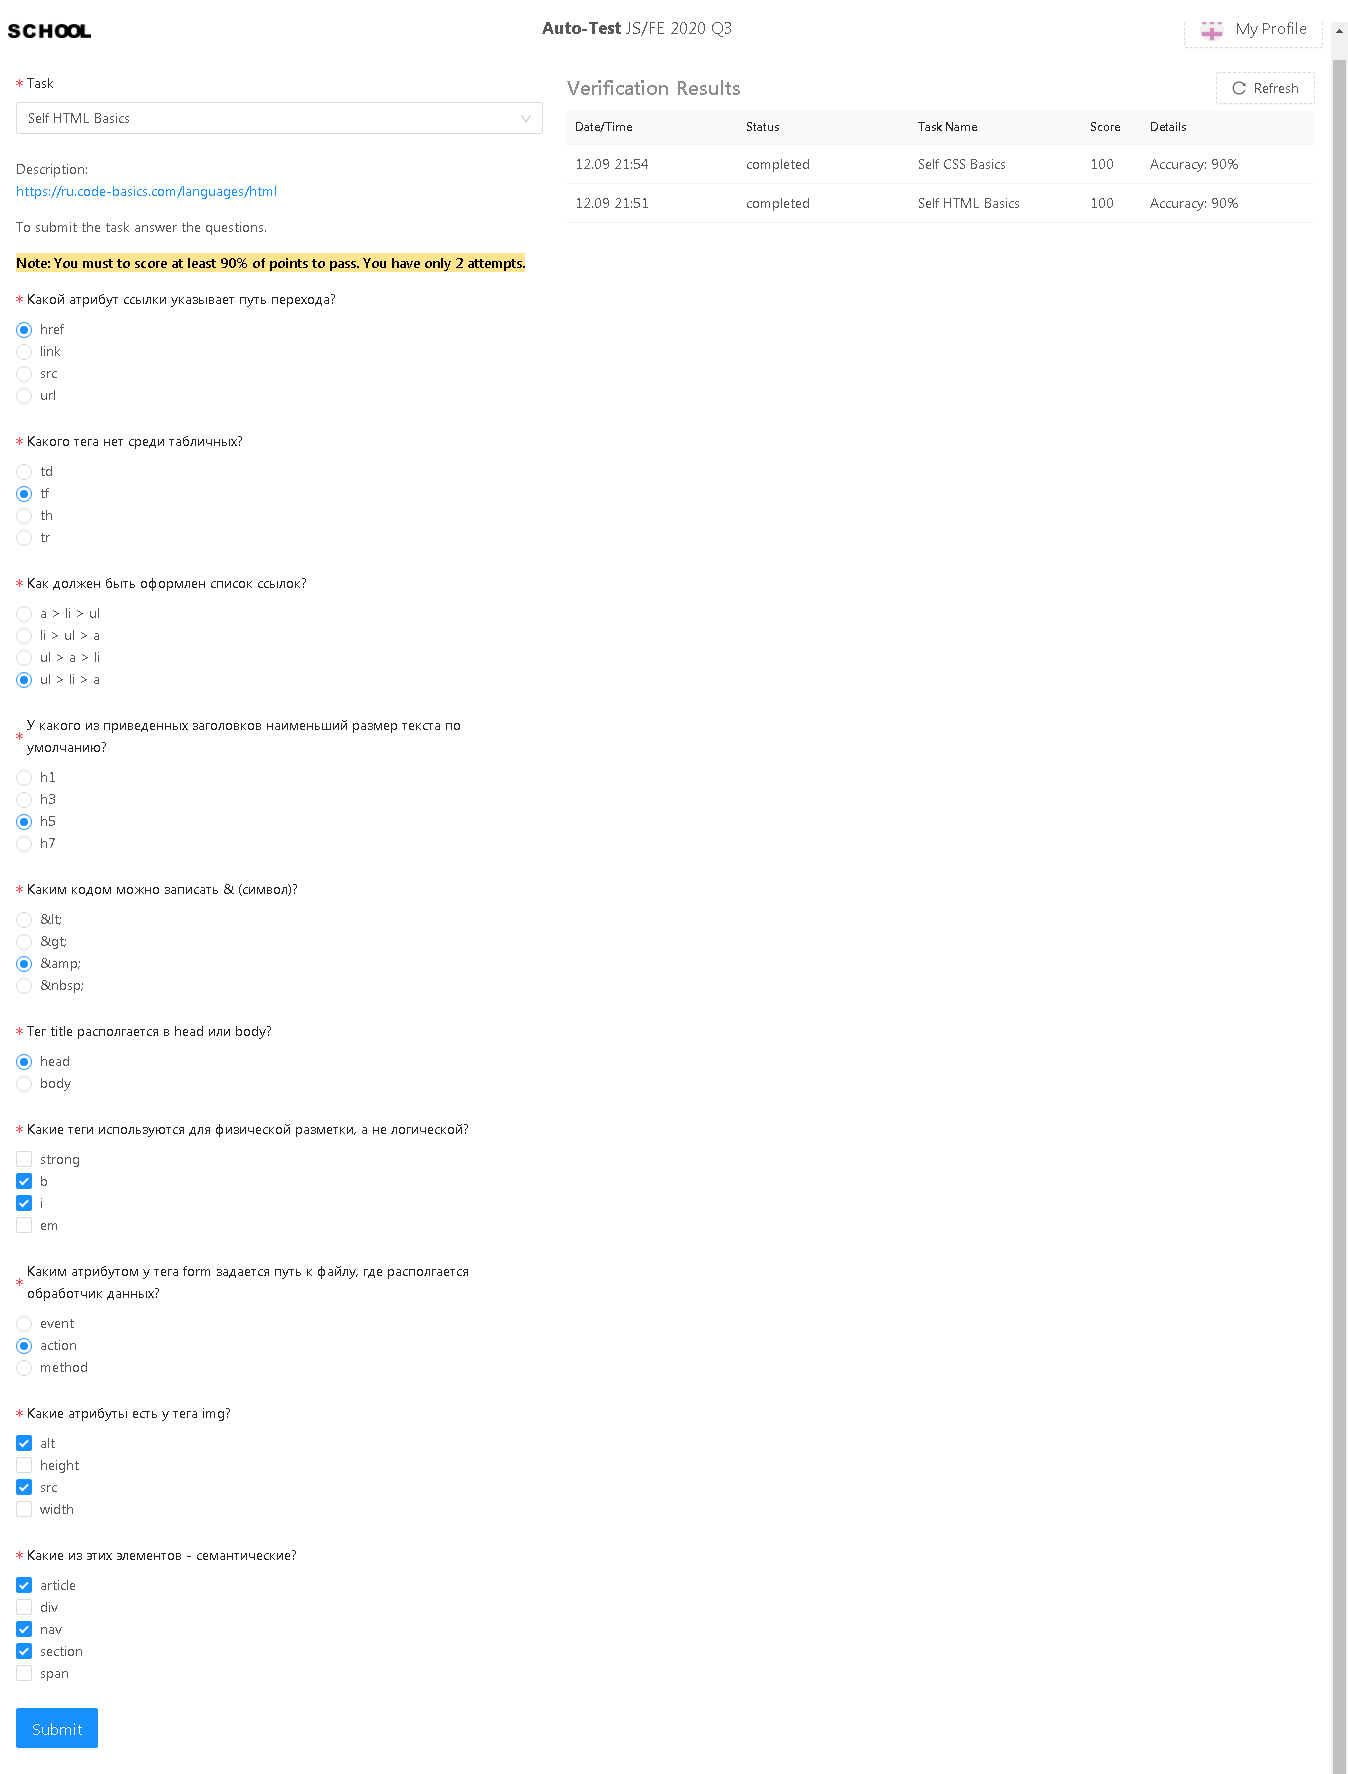 SCHOOL
Auto-Test JS/FE 2020 Q3
My Profile
* Task
Self HTML Basics
Description:
https://ru.code-basics.com/languages/html
To submit the task answer the questions.
Note: You must to score at least 90% of points to pass. You have only 2 attempts.
* Какой атрибут ссылки указывает путь перехода?
href
link
src
url
* Какого тега нет среди табличных?
td
tf
th
tr
* Как должен быть оформлен список ссылок?
a > li > ul
li > ul > a
ul > a > li
ul > li > a
* У какого из приведенных заголовков наименьший размер текста по
умолчанию?
h1
h3
h5
h7
* Каким кодом можно записать & (символ)?
&lt;
&gt;
&amp;
&nbsp;
* Тег title располгается в head или body?
head
body
* Какие теги используются для физической разметки, а не логической?
strong
b
i
em
* Каким атрибутом у тега form задается путь к файлу, где располгается
обработчик данных?
event
action
method
* Какие атрибуты есть у тега img?
alt
height
src
width
* Какие из этих элементов - семантические?
article
div
nav
section
span
Submit
Verification Results
Refresh
Date/Time Status Task Name Score Details
12.09 21:54 completed Self CSS Basics 100 Accuracy: 90%
12.09 21:51 completed Self HTML Basics 100 Accuracy: 90%